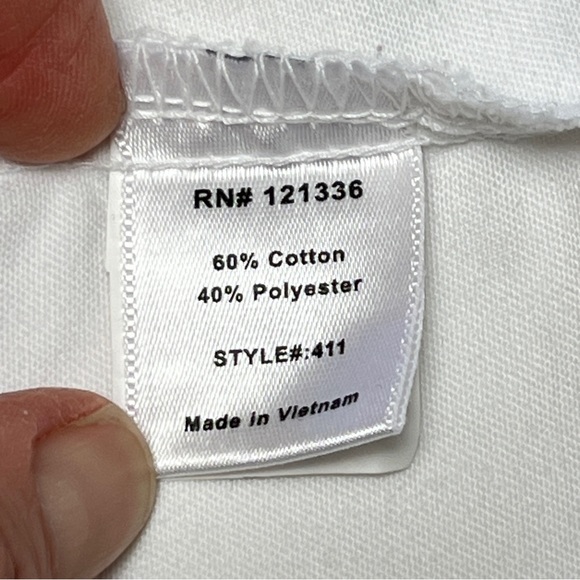 RN# 121336
60% Cotton
40% Polyester
STYLE#:411
Made in Vietnam